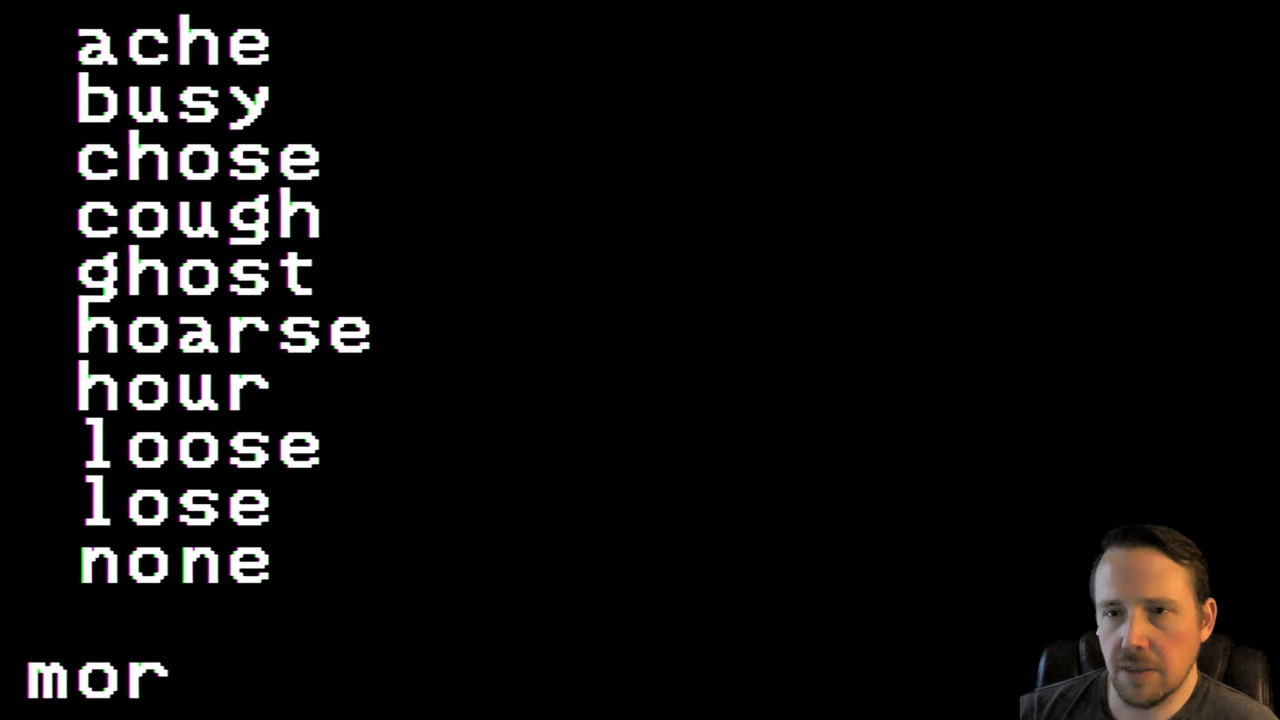 ache
busy
chose
cough
ghost
hoarse
hour
loose
lose
none
mor